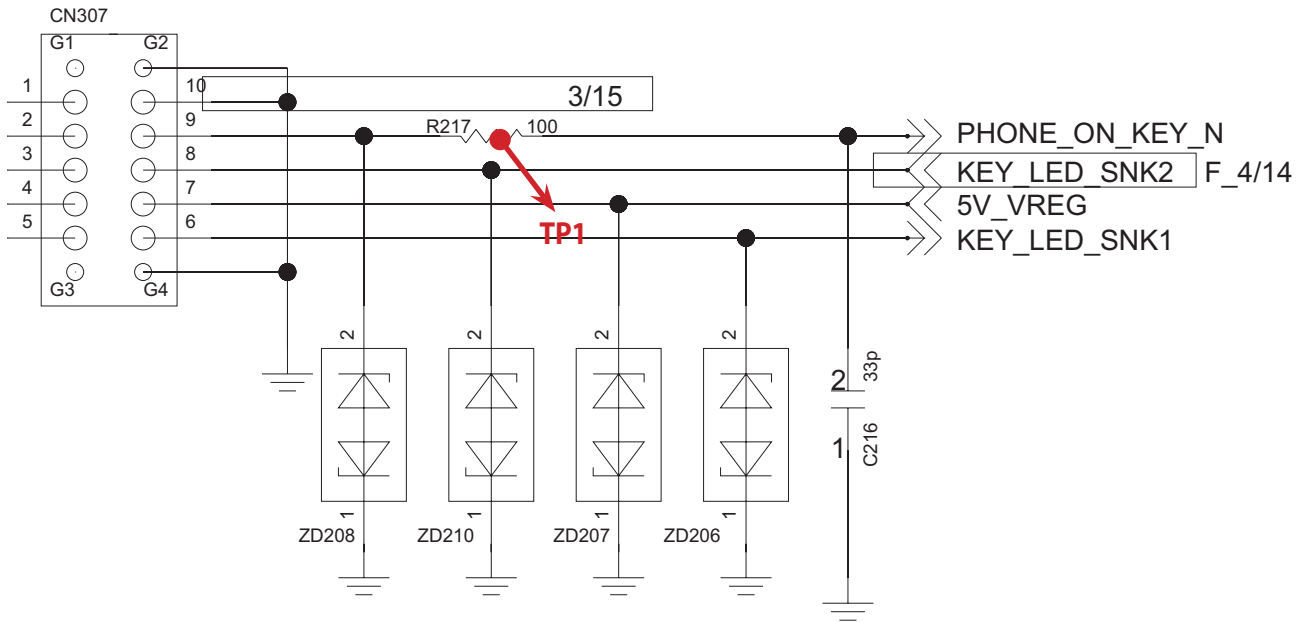 CN307
G1 G2
1 10
3/15
2 9
R217 100
PHONE_ON_KEY_N
3 8
KEY_LED_SNK2 F_4/14
4 7
5V_VREG
TP1
5 6
KEY_LED_SNK1
G3 G4
2 2 2 2
2 33p
1 C216
1 1 1 1
ZD208 ZD210 ZD207 ZD206